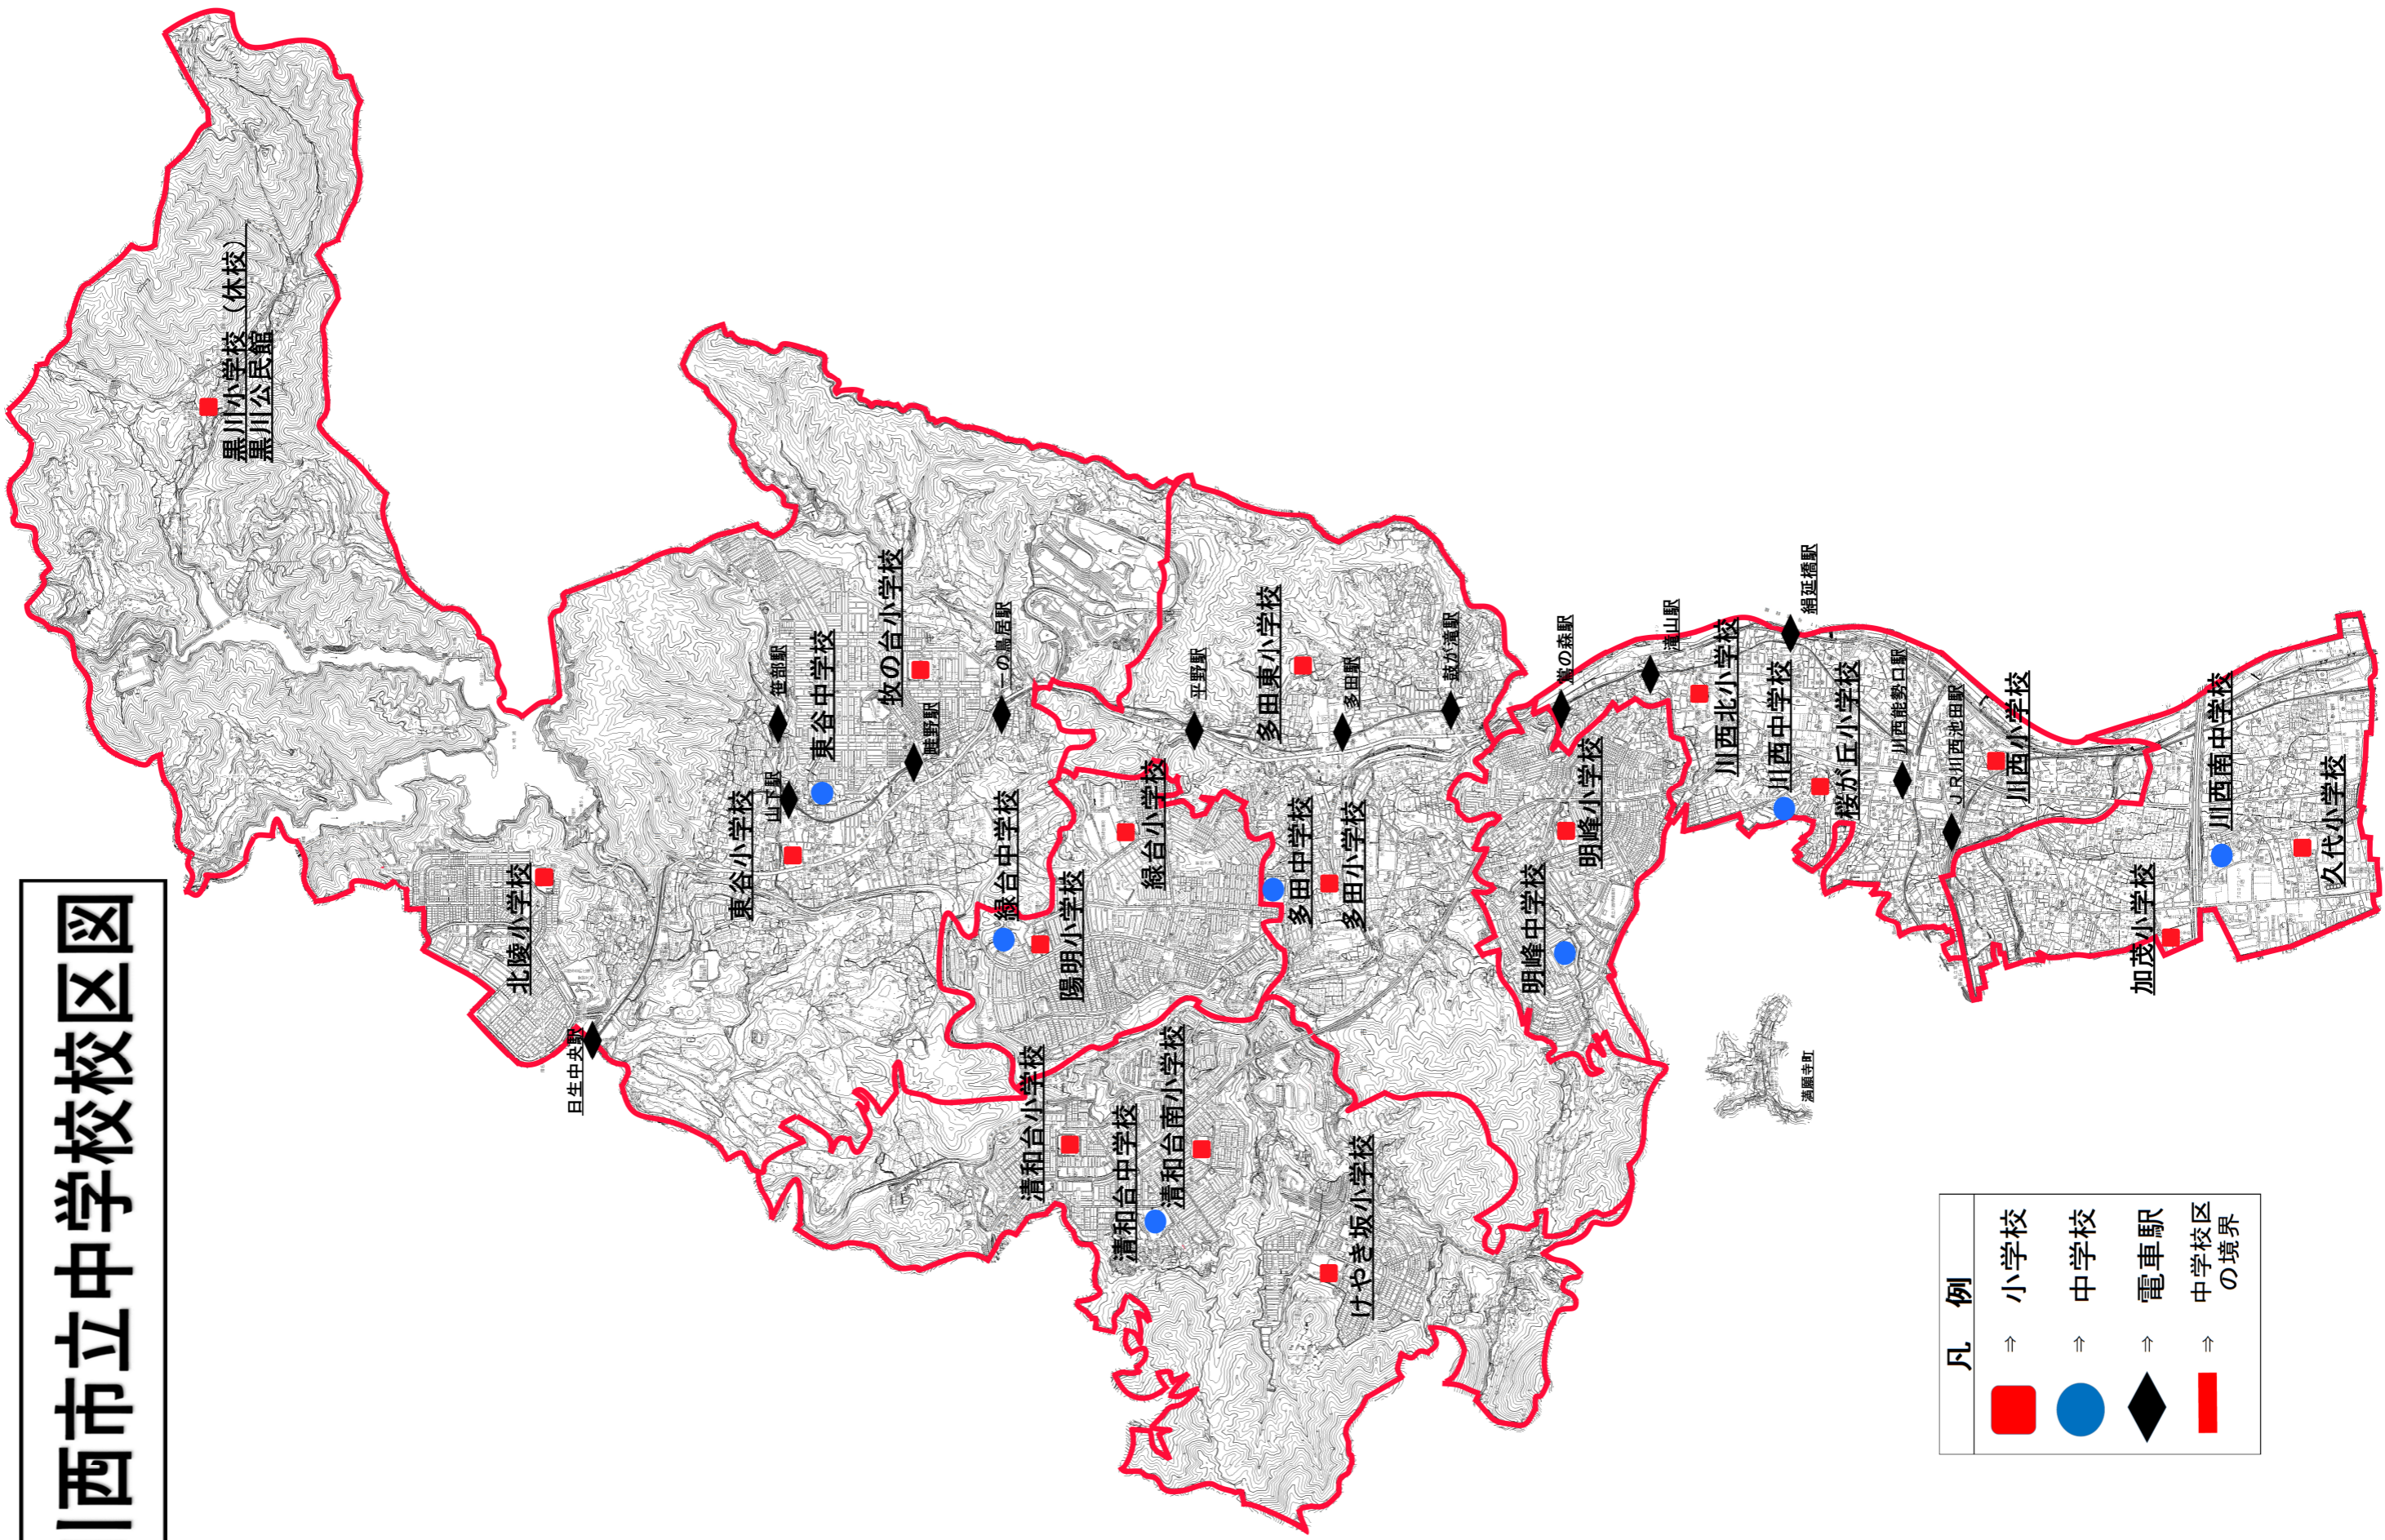 川西市立中学校校区図
黒川小学校（休校）
黒川公民館
北陵小学校
日生中央駅
笹部駅
山下駅
東谷中学校
東谷小学校
牧の台小学校
畦野駅
一の鳥居駅
緑台中学校
陽明小学校
緑台小学校
平野駅
多田東小学校
多田駅
鼓が滝駅
多田中学校
多田小学校
清和台小学校
清和台中学校
清和台南小学校
けやき坂小学校
明峰中学校
明峰小学校
鶯の森駅
滝山駅
川西北小学校
絹延橋駅
川西中学校
桜が丘小学校
川西能勢口駅
ＪＲ川西池田駅
川西小学校
満願寺町
加茂小学校
川西南中学校
久代小学校
凡 例
⇒ 小学校
⇒ 中学校
⇒ 電車駅
⇒ 中学校区
の境界